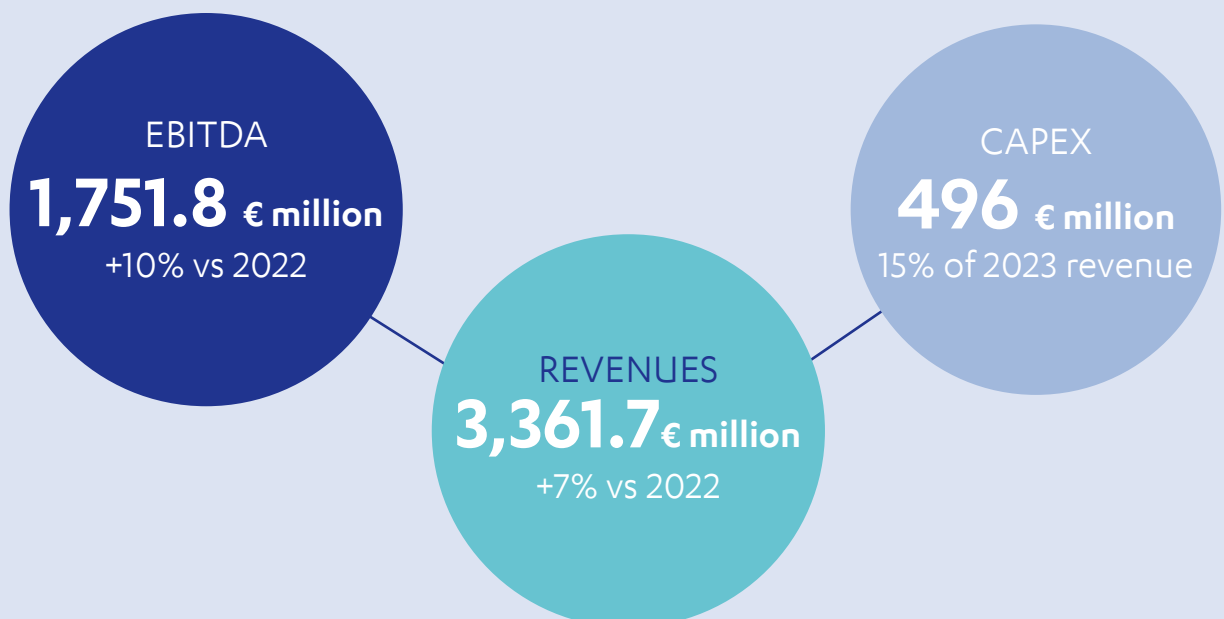 EBITDA
1,751.8 € million
+10% vs 2022
CAPEX
496 € million
15% of 2023 revenue
REVENUES
3,361.7€ million
+7% vs 2022